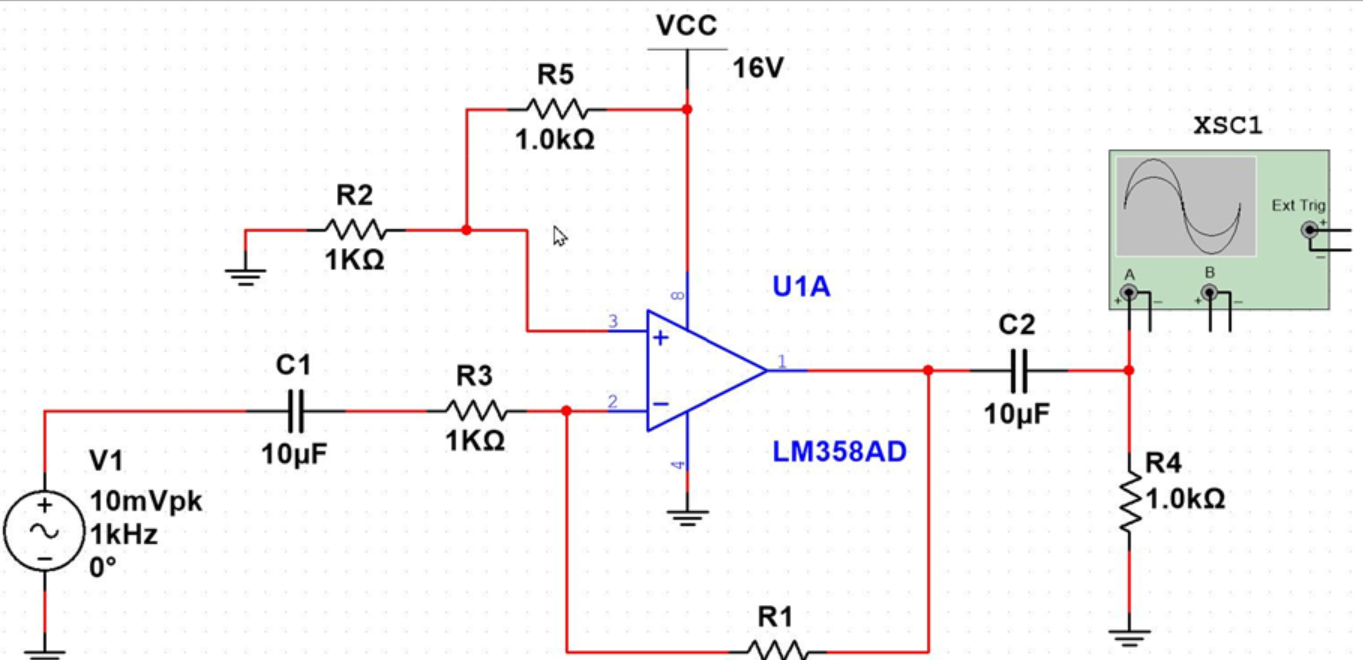 VCC
16V
R5
1.0kΩ
XSC1
R2
1KΩ
Ext Trig
+
–
A
B
+
–
+
–
8
U1A
3
+
C2
1
C1
R3
2
–
10µF
10µF
1KΩ
4
LM358AD
V1
+
–
10mVpk
1kHz
0°
R4
1.0kΩ
R1